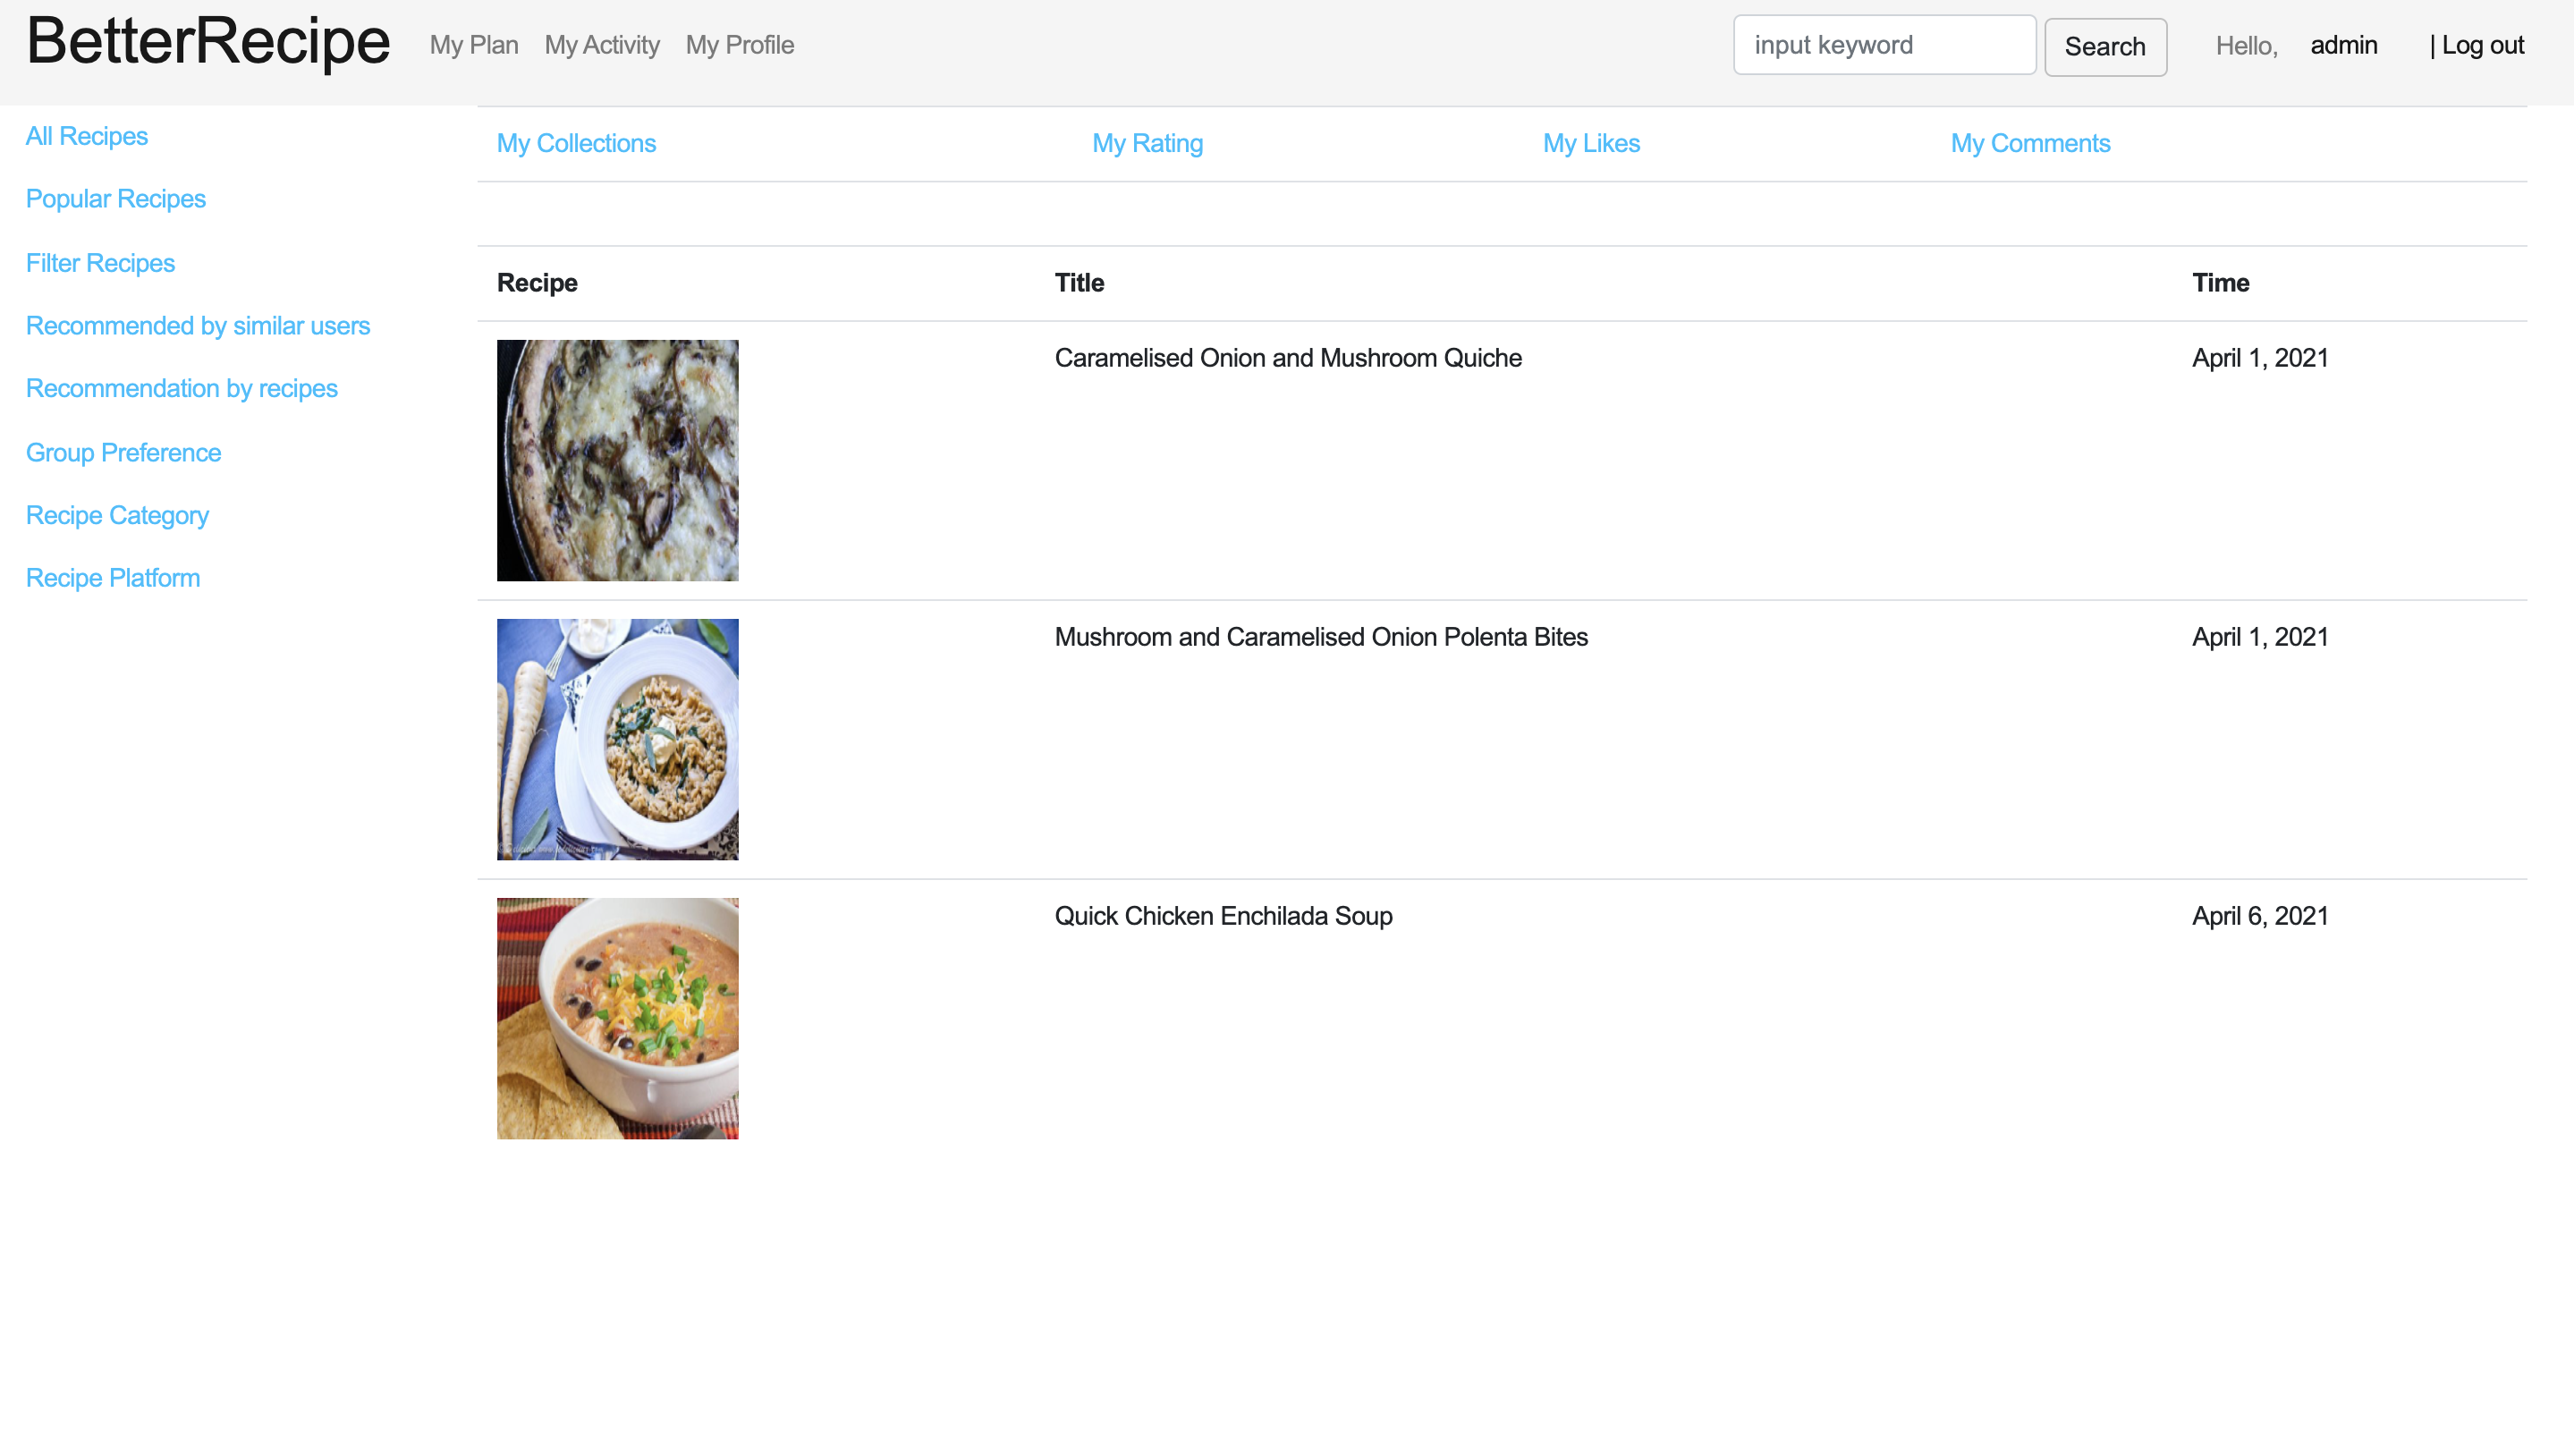 BetterRecipe My Plan My Activity My Profile input keyword Search Hello, admin | Log out
All Recipes
Popular Recipes
Filter Recipes
Recommended by similar users
Recommendation by recipes
Group Preference
Recipe Category
Recipe Platform
My Collections My Rating My Likes My Comments
Recipe Title Time
Caramelised Onion and Mushroom Quiche April 1, 2021
Mushroom and Caramelised Onion Polenta Bites April 1, 2021
Quick Chicken Enchilada Soup April 6, 2021